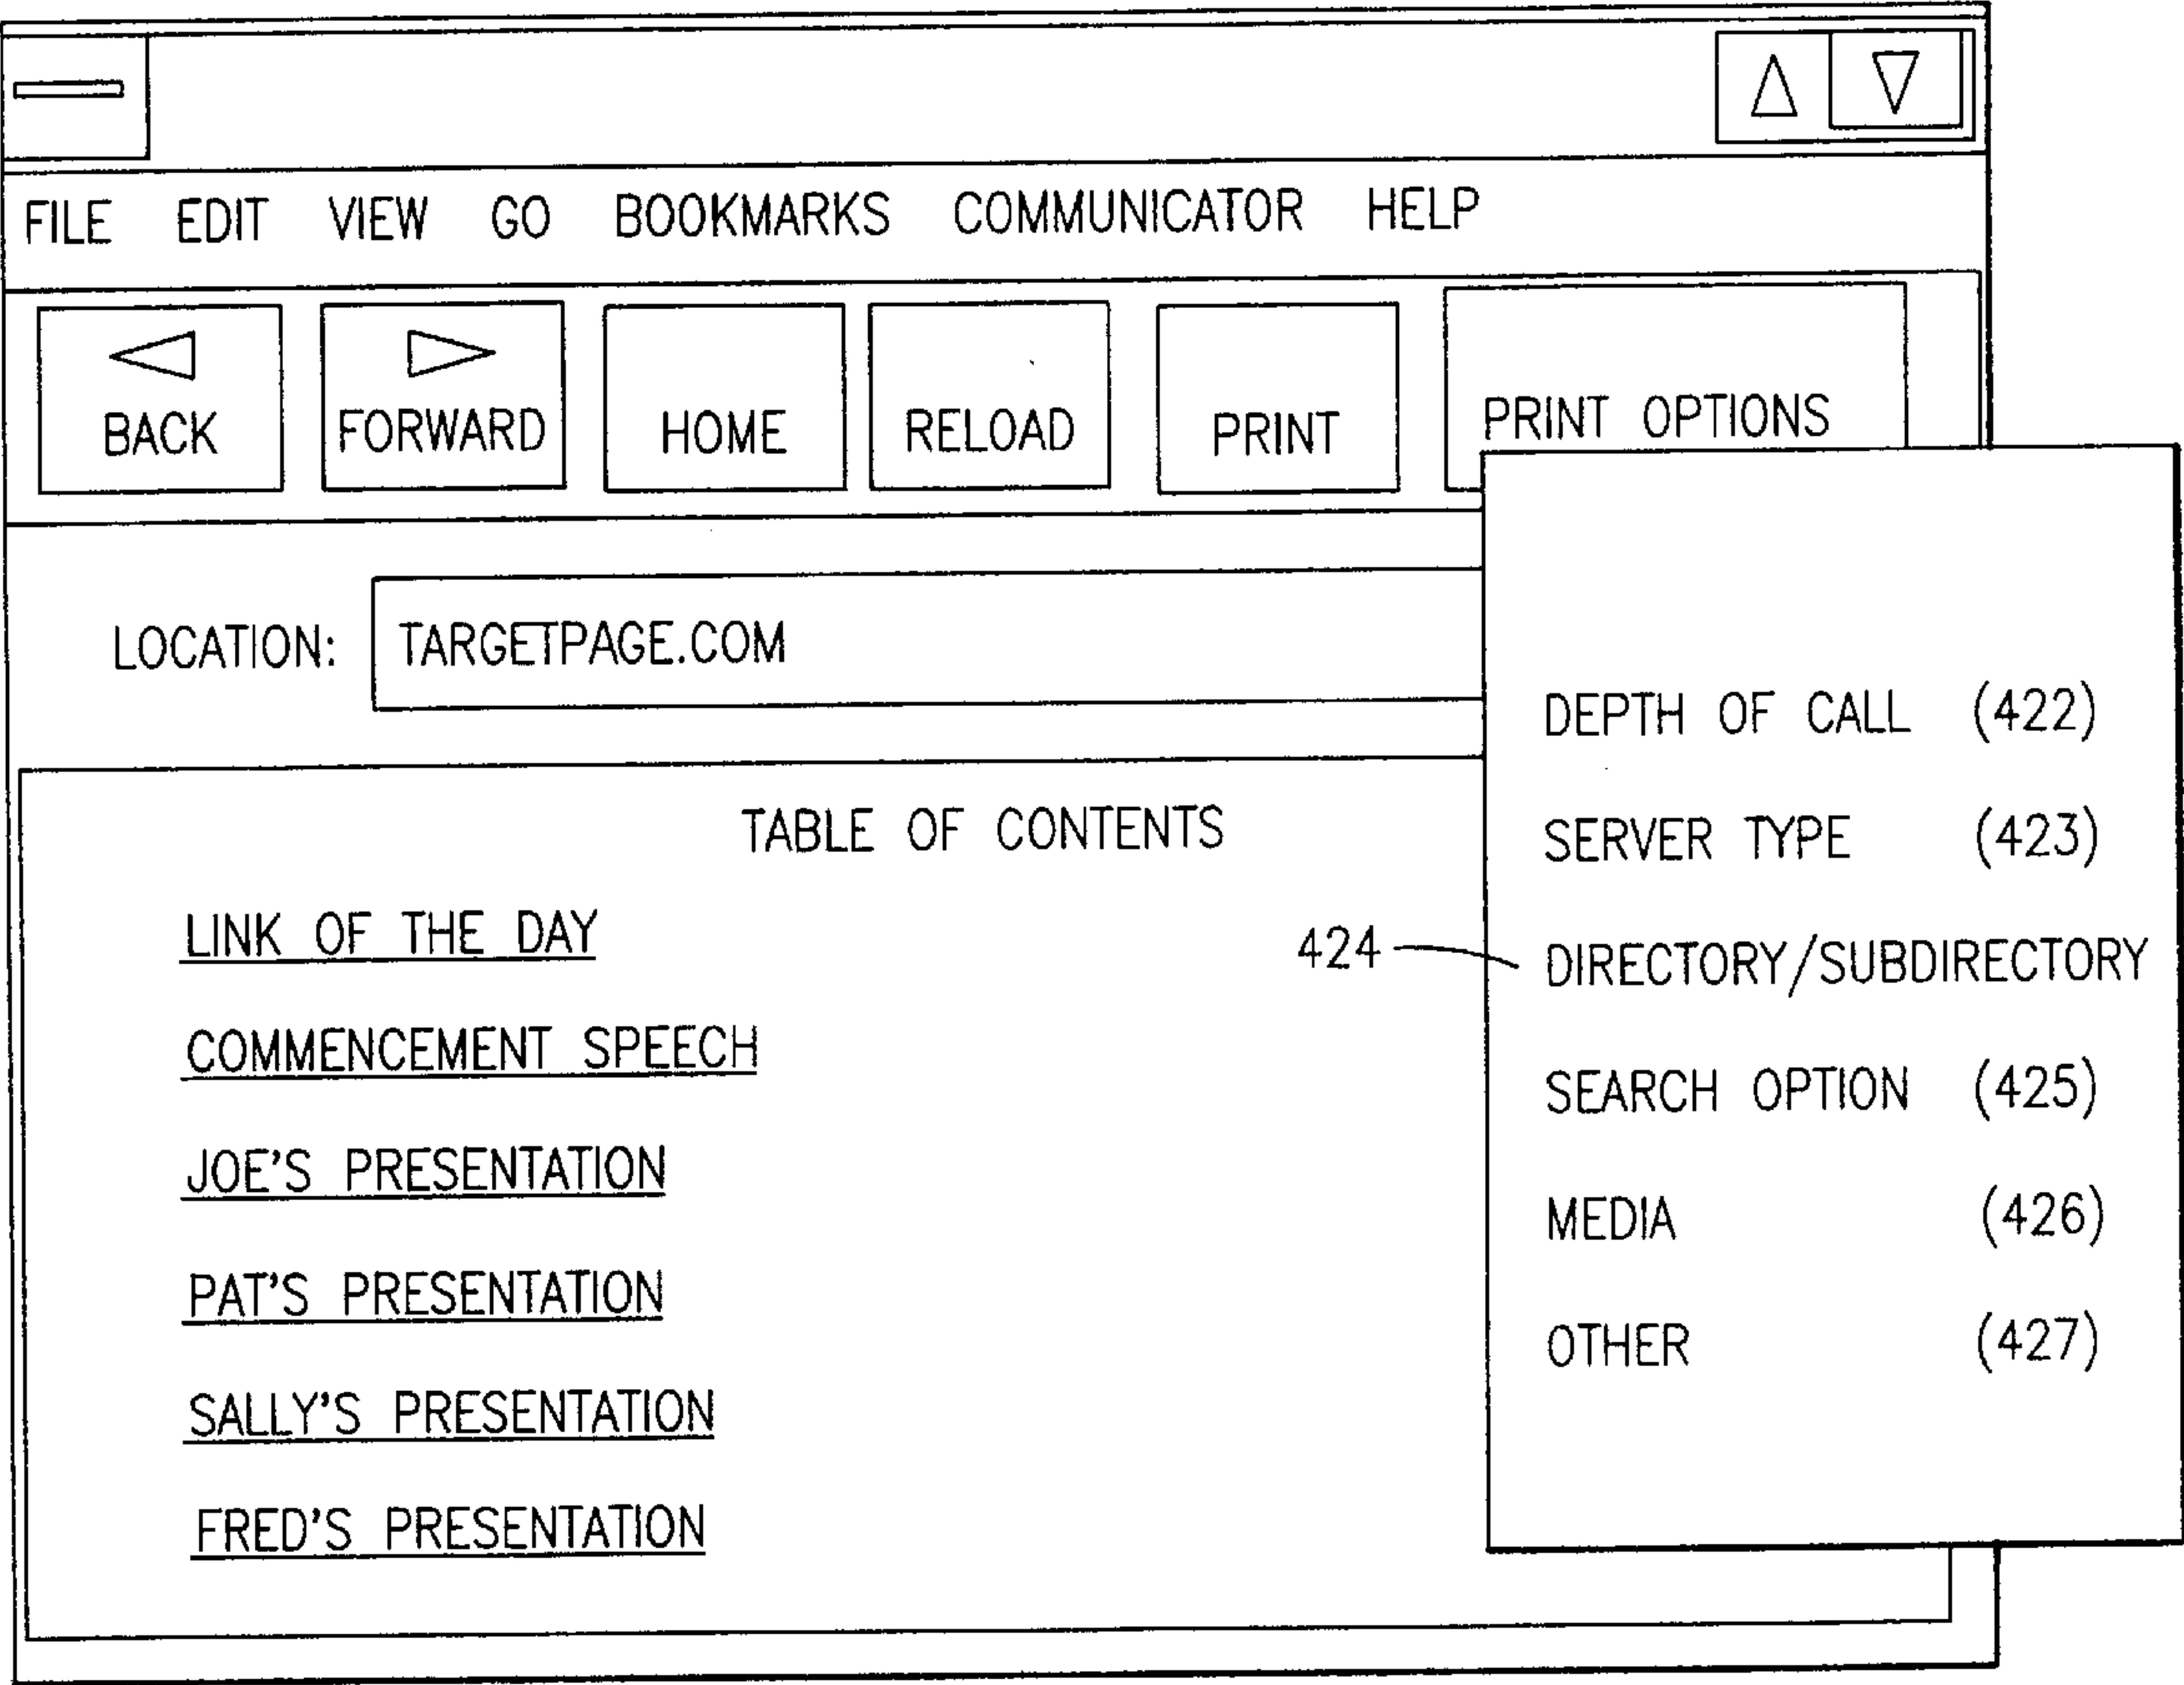 FILE EDIT VIEW GO BOOKMARKS COMMUNICATOR HELP
BACK FORWARD HOME RELOAD PRINT PRINT OPTIONS
LOCATION: TARGETPAGE.COM
TABLE OF CONTENTS
LINK OF THE DAY
COMMENCEMENT SPEECH
JOE'S PRESENTATION
PAT'S PRESENTATION
SALLY'S PRESENTATION
FRED'S PRESENTATION
DEPTH OF CALL (422)
SERVER TYPE (423)
424 DIRECTORY/SUBDIRECTORY
SEARCH OPTION (425)
MEDIA (426)
OTHER (427)